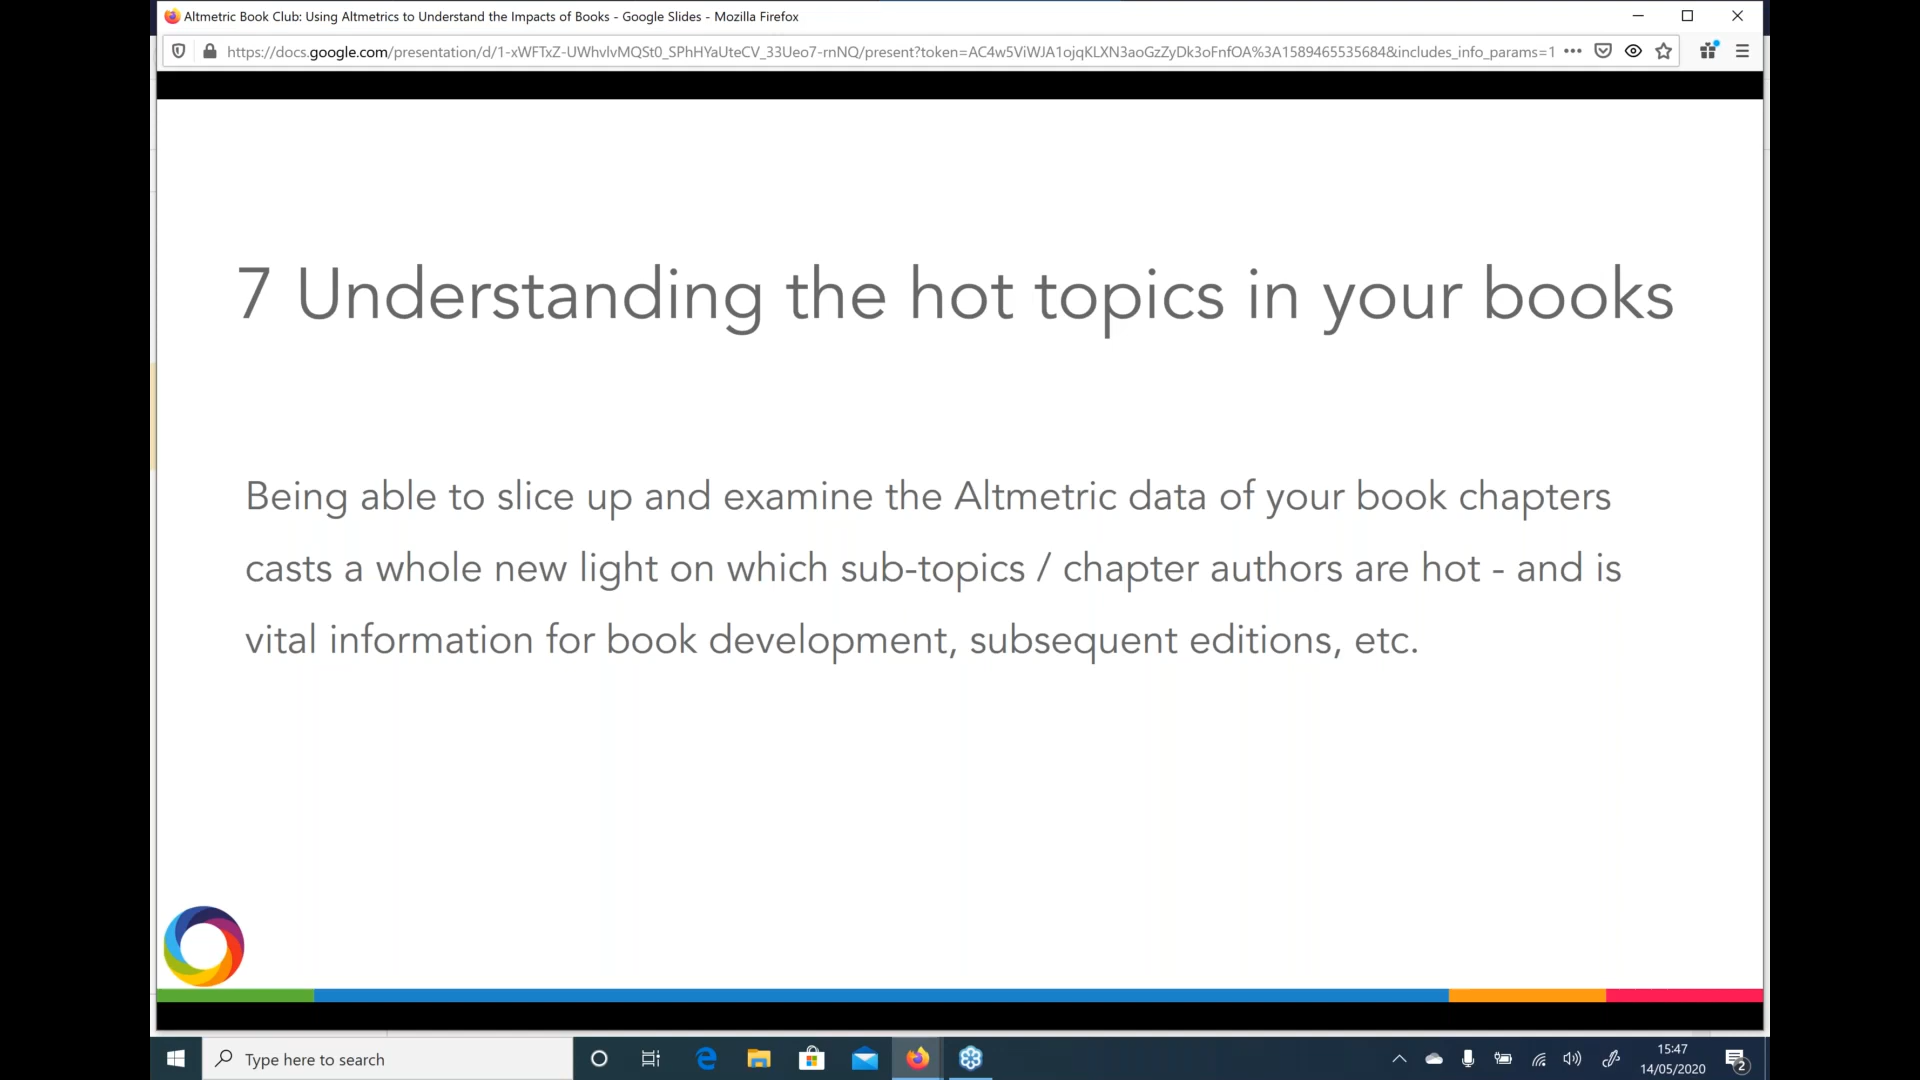 Altmetric Book Club: Using Altmetrics to Understand the Impacts of Books - Google Slides - Mozilla Firefox
https://docs.google.com/presentation/d/1-xWFTxZ-UWhvlvMQSt0_SPhHYaUteCV_33Ueo7-rnNQ/present?token=AC4w5ViWJA1ojqKLXN3aoGzZyDk3oFnfOA%3A1589465535684&includes_info_params=1
7 Understanding the hot topics in your books
Being able to slice up and examine the Altmetric data of your book chapters
casts a whole new light on which sub-topics / chapter authors are hot - and is
vital information for book development, subsequent editions, etc.
Type here to search
15:47
14/05/2020
2